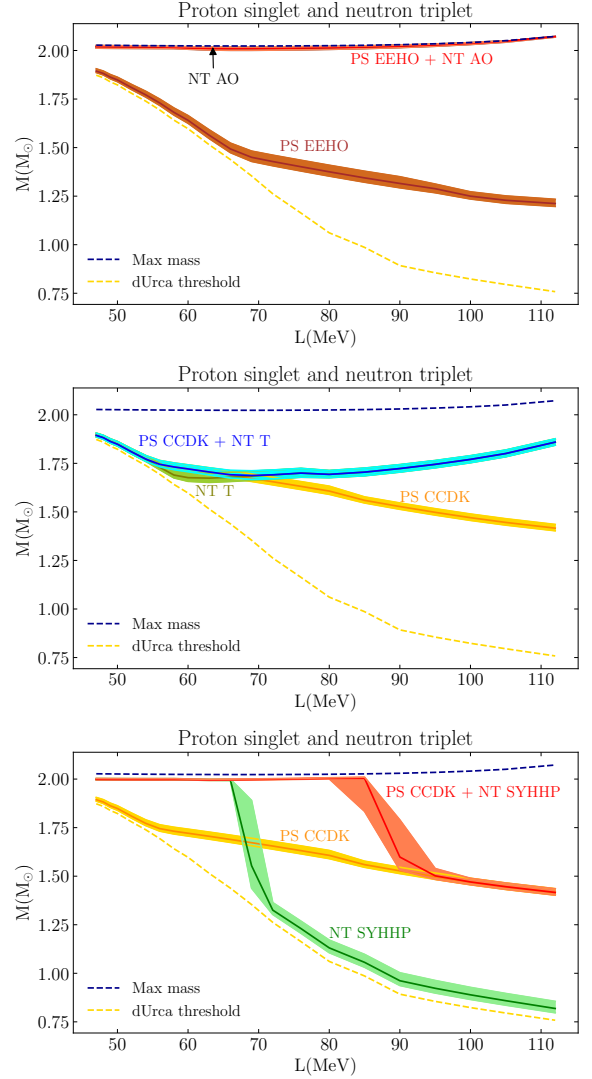 Proton singlet and neutron triplet
2.00
1.75
1.50
1.25
1.00
0.75
M(M☉)
NT AO
PS EEHO + NT AO
PS EEHO
Max mass
dUrca threshold
50 60 70 80 90 100 110
L(MeV)
Proton singlet and neutron triplet
2.00
1.75
1.50
1.25
1.00
0.75
M(M☉)
PS CCDK + NT T
NT T
PS CCDK
Max mass
dUrca threshold
50 60 70 80 90 100 110
L(MeV)
Proton singlet and neutron triplet
2.00
1.75
1.50
1.25
1.00
0.75
M(M☉)
PS CCDK + NT SYHHP
PS CCDK
NT SYHHP
Max mass
dUrca threshold
50 60 70 80 90 100 110
L(MeV)